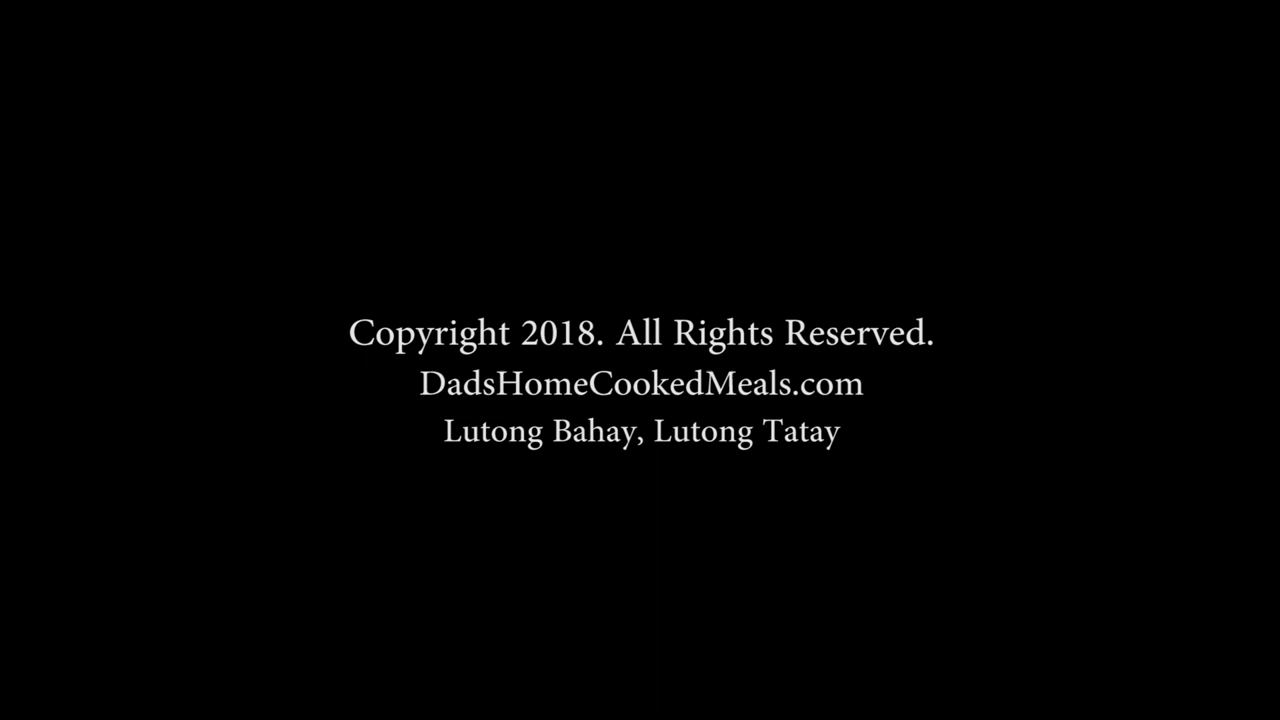 Copyright 2018. All Rights Reserved.
DadsHomeCookedMeals.com
Lutong Bahay, Lutong Tatay